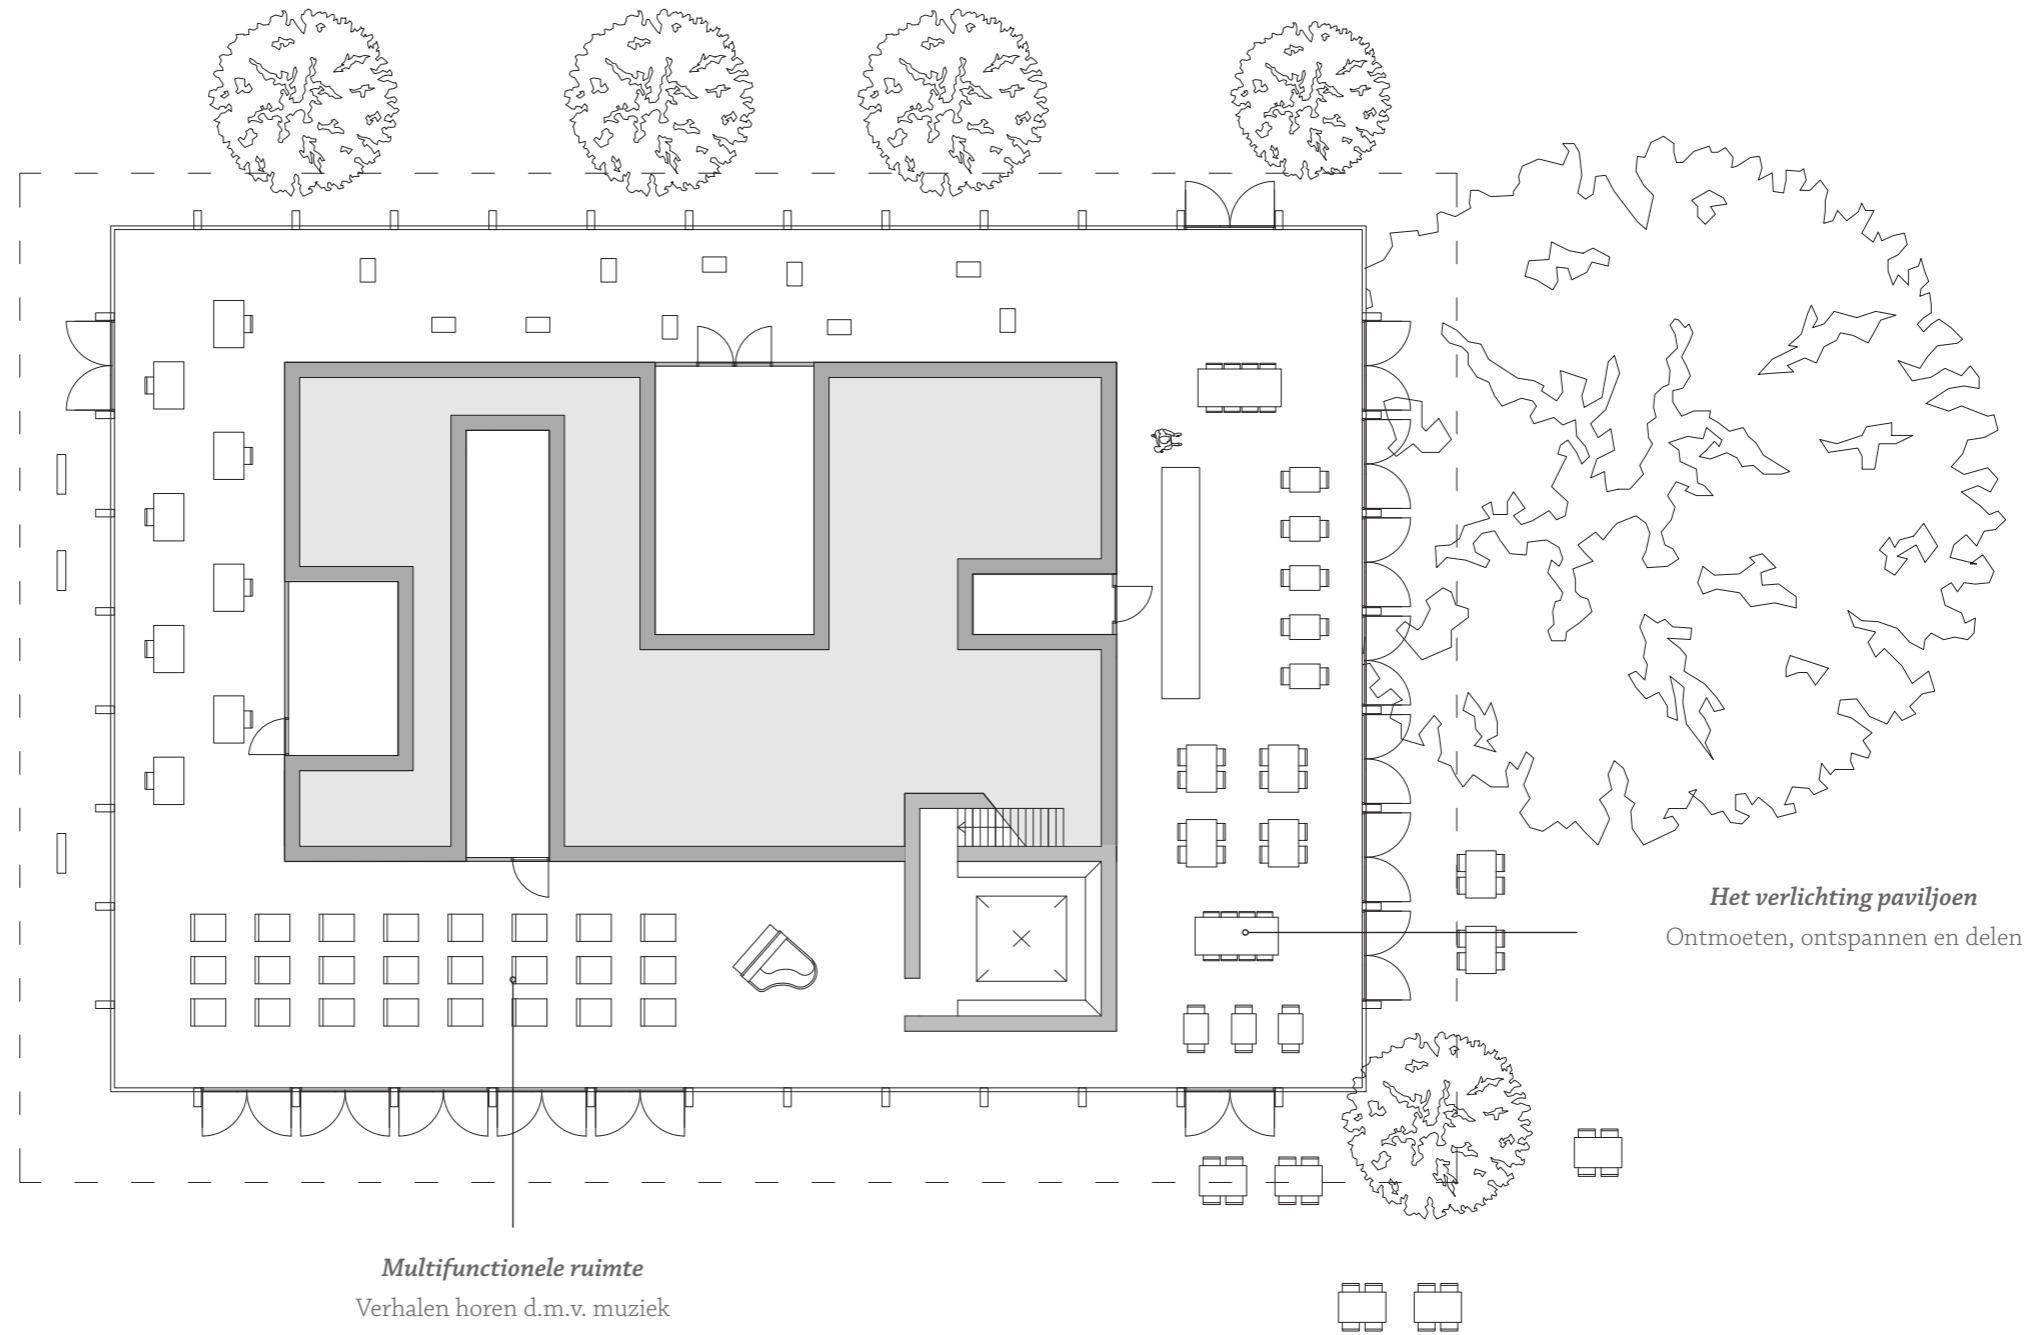 Het verlichting paviljoen
Ontmoeten, ontspannen en delen
Multifunctionele ruimte
Verhalen horen d.m.v. muziek